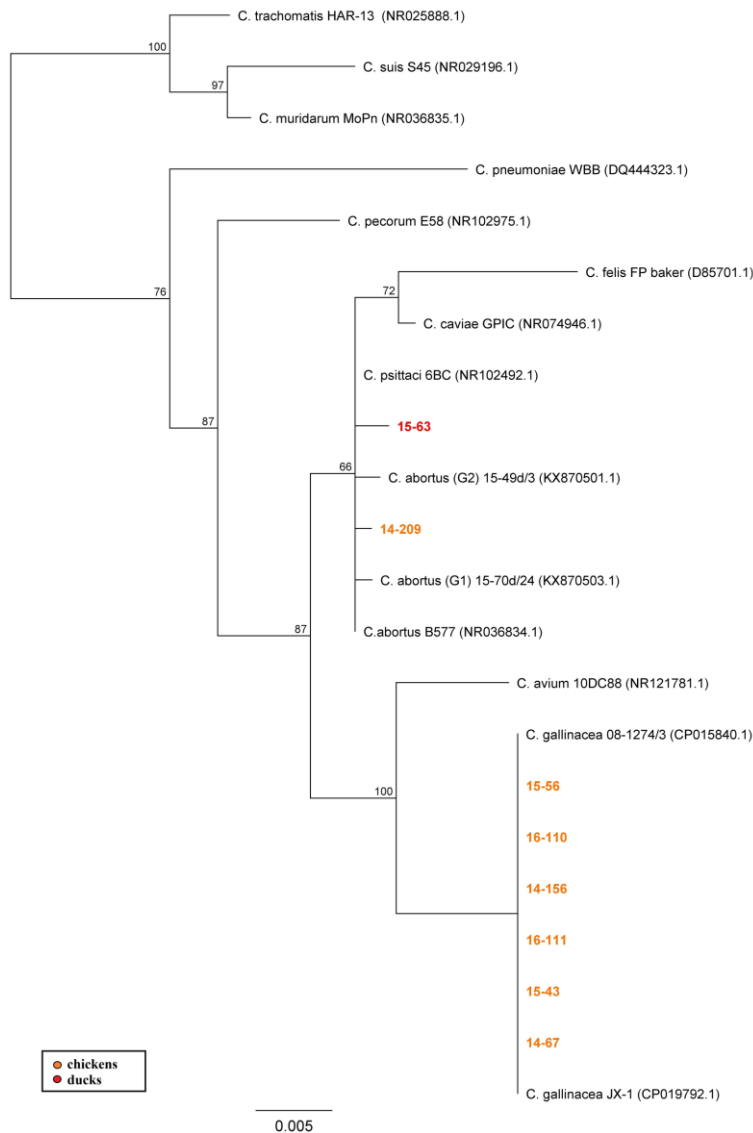 C. trachomatis HAR-13 (NR025888.1)
100
C. suis S45 (NR029196.1)
97
C. muridarum MoPn (NR036835.1)
C. pneumoniae WBB (DQ444323.1)
C. pecorum E58 (NR102975.1)
C. felis FP baker (D85701.1)
76
72
C. caviae GPIC (NR074946.1)
C. psittaci 6BC (NR102492.1)
87
15-63
66
C. abortus (G2) 15-49d/3 (KX870501.1)
14-209
C. abortus (G1) 15-70d/24 (KX870503.1)
87
C.abortus B577 (NR036834.1)
C. avium 10DC88 (NR121781.1)
C. gallinacea 08-1274/3 (CP015840.1)
15-56
100
16-110
14-156
16-111
15-43
14-67
chickens
ducks
C. gallinacea JX-1 (CP019792.1)
0.005